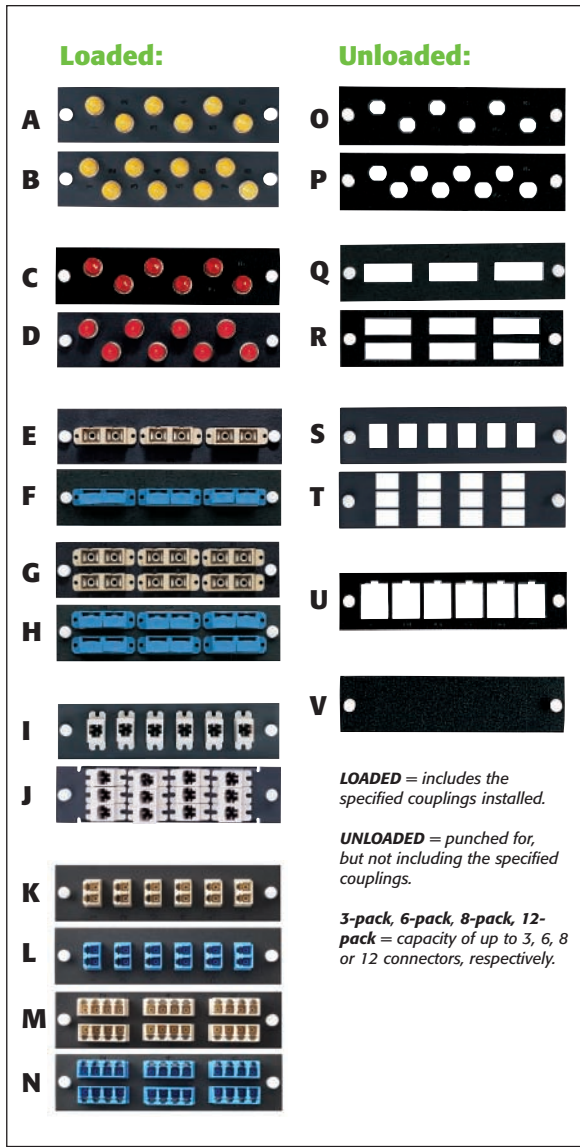 Loaded:
A
B
C
D
E
F
G
H
I
J
K
L
M
N
Unloaded:
O
P
Q
R
S
T
U
V
LOADED = includes the
specified couplings installed.
UNLOADED = punched for,
but not including the specified
couplings.
3-pack, 6-pack, 8-pack, 12-
pack = capacity of up to 3, 6, 8
or 12 connectors, respectively.